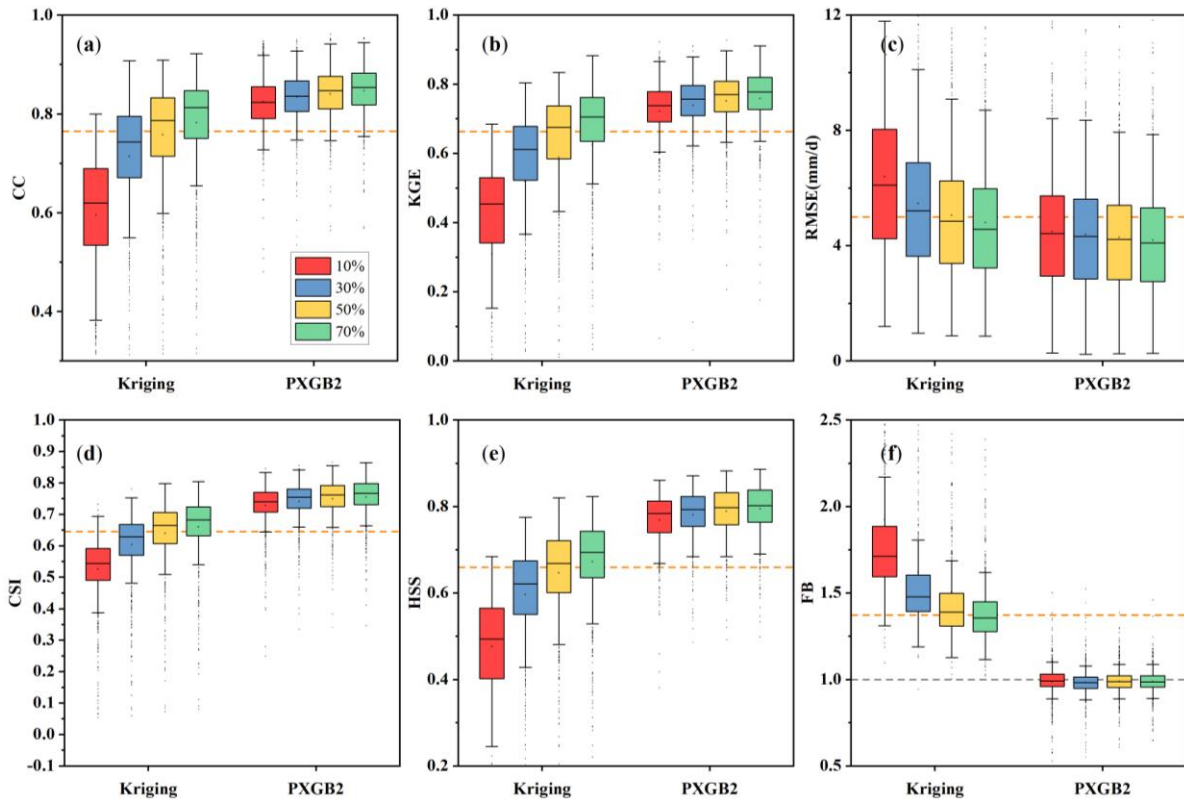 (a)
CC
1.0
0.8
0.6
0.4
10%
30%
50%
70%
Kriging PXGB2
(b)
KGE
1.0
0.8
0.6
0.4
0.2
0.0
Kriging PXGB2
(c)
RMSE(mm/d)
12
8
4
0
Kriging PXGB2
(d)
CSI
1.0
0.9
0.8
0.7
0.6
0.5
0.4
0.3
0.2
0.1
0.0
-0.1
Kriging PXGB2
(e)
HSS
1.0
0.8
0.6
0.4
0.2
Kriging PXGB2
(f)
FB
2.5
2.0
1.5
1.0
0.5
Kriging PXGB2